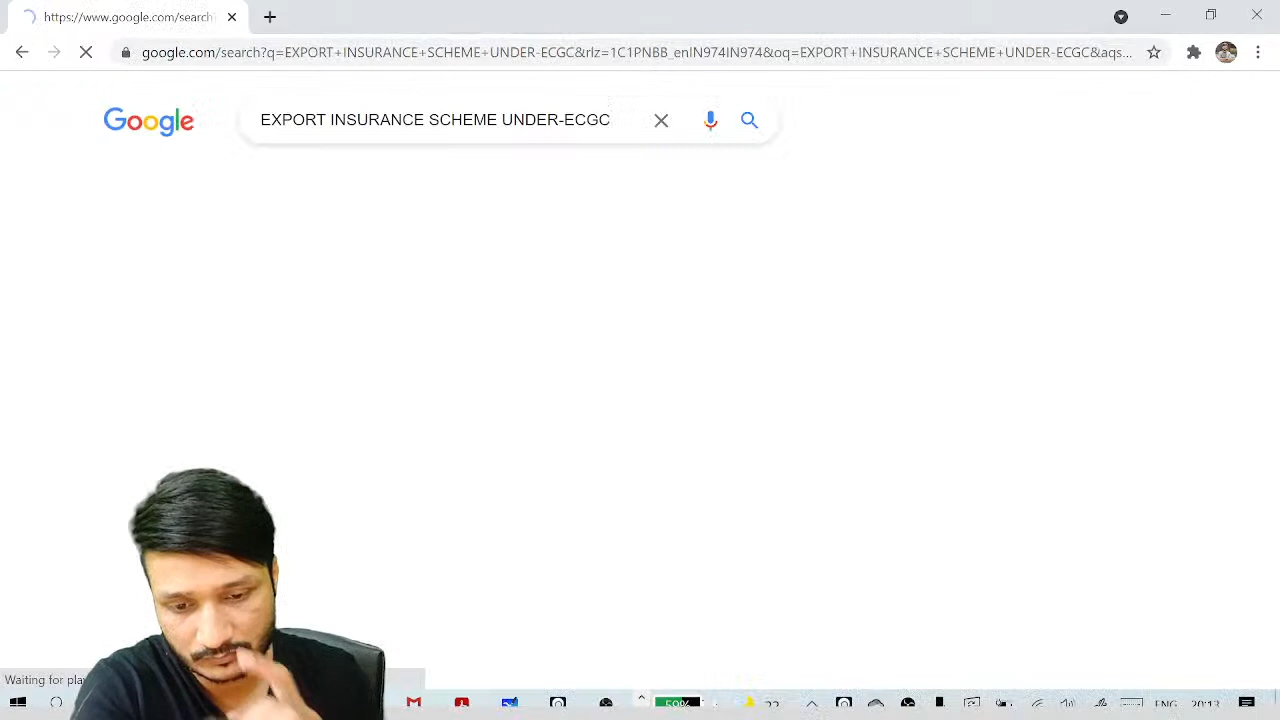 https://www.google.com/search
google.com/search?q=EXPORT+INSURANCE+SCHEME+UNDER-ECGC&rlz=1C1PNBB_enIN974IN974&oq=EXPORT+INSURANCE+SCHEME+UNDER-ECGC&aqs...
Google
EXPORT INSURANCE SCHEME UNDER-ECGC
Waiting for
59%
ENG